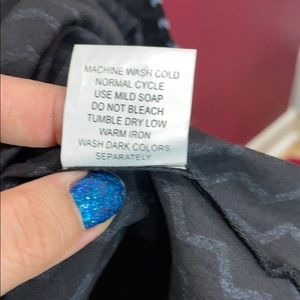 MACHINE WASH COLD
NORMAL CYCLE
USE MILD SOAP
DO NOT BLEACH
TUMBLE DRY LOW
WARM IRON
WASH DARK COLORS
SEPARATELY